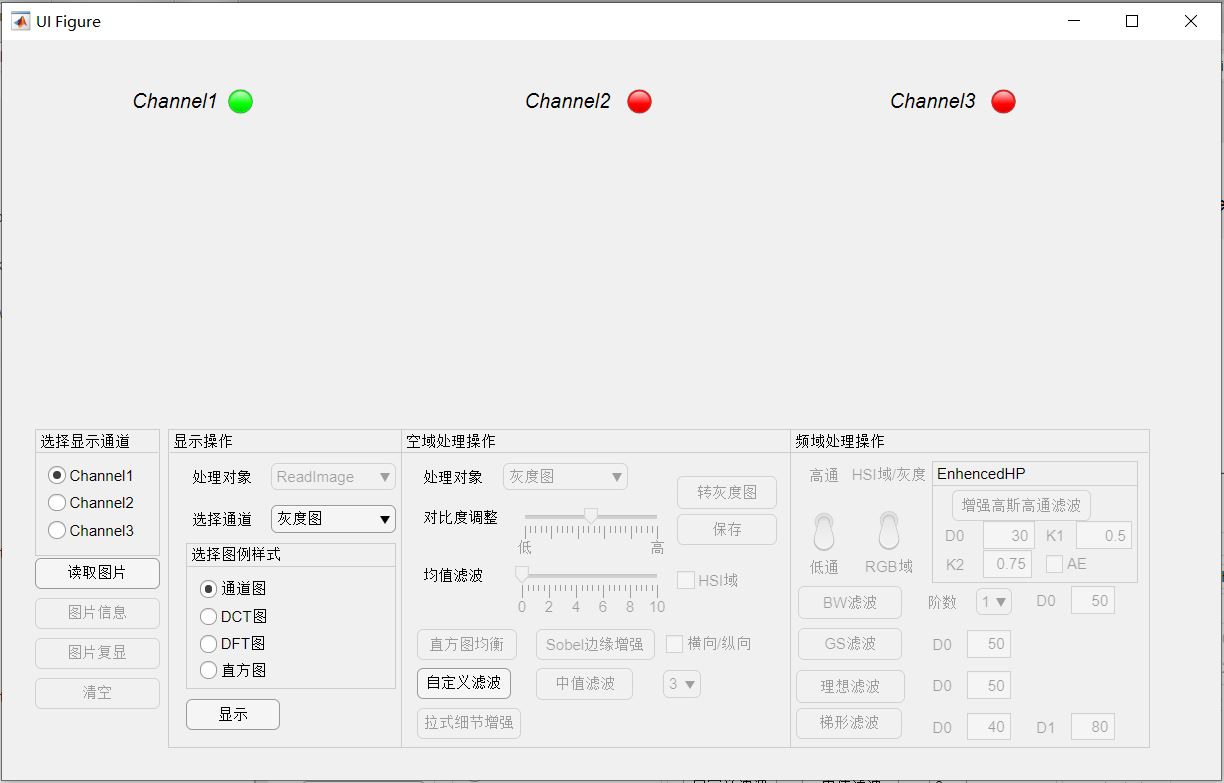 UI Figure
Channel1 Channel2 Channel3
选择显示通道
Channel1
Channel2
Channel3
读取图片
图片信息
图片复显
清空
显示操作
处理对象 ReadImage
选择通道 灰度图
选择图例样式
通道图
DCT图
DFT图
直方图
显示
空域处理操作
处理对象 灰度图 转灰度图
对比度调整 低 高 保存
均值滤波 0 2 4 6 8 10 HSI域
直方图均衡 Sobel边缘增强 横向/纵向
自定义滤波 中值滤波 3
拉式细节增强
频域处理操作
高通 HSI域/灰度
低通 RGB域
EnhencedHP
增强高斯高通滤波
D0 30 K1 0.5
K2 0.75 AE
BW滤波 阶数 1 D0 50
GS滤波 D0 50
理想滤波 D0 50
梯形滤波 D0 40 D1 80